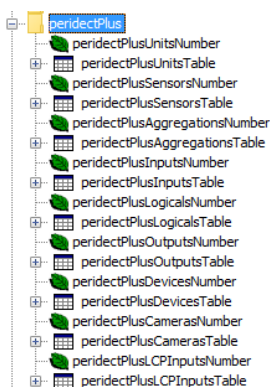 peridectPlus
peridectPlusUnitsNumber
peridectPlusUnitsTable
peridectPlusSensorsNumber
peridectPlusSensorsTable
peridectPlusAggregationsNumber
peridectPlusAggregationsTable
peridectPlusInputsNumber
peridectPlusInputsTable
peridectPlusLogicalsNumber
peridectPlusLogicalsTable
peridectPlusOutputsNumber
peridectPlusOutputsTable
peridectPlusDevicesNumber
peridectPlusDevicesTable
peridectPlusCamerasNumber
peridectPlusCamerasTable
peridectPlusLCPInputsNumber
peridectPlusLCPInputsTable